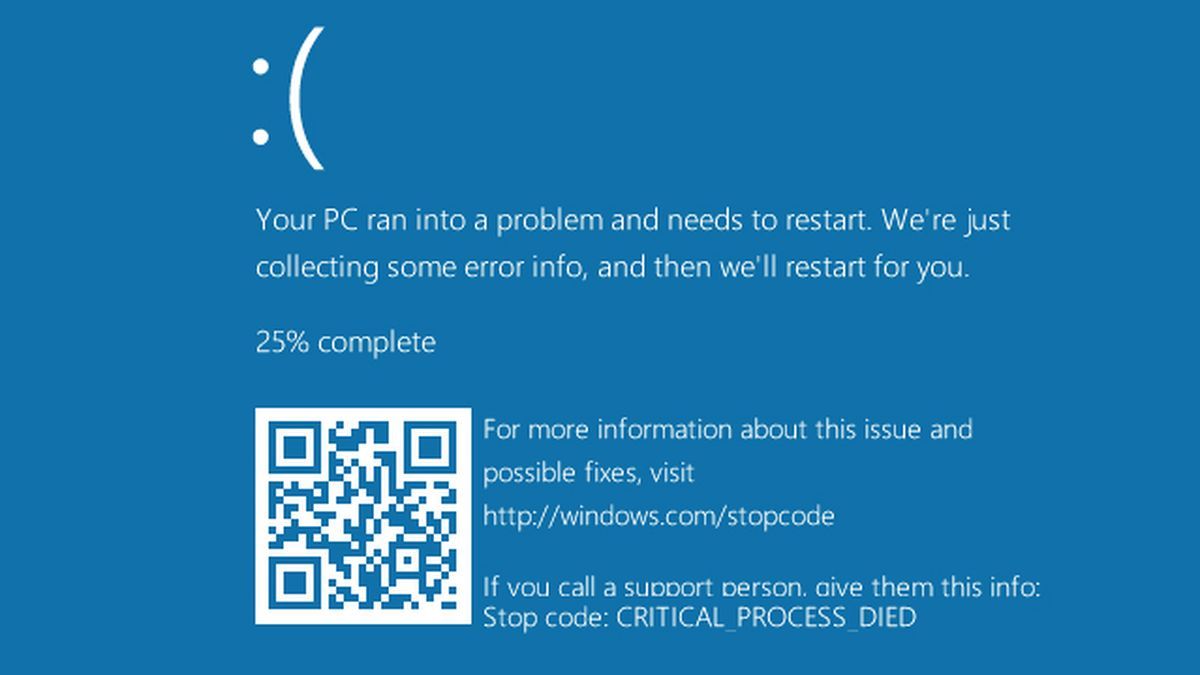 :(
Your PC ran into a problem and needs to restart. We're just
collecting some error info, and then we'll restart for you.
25% complete
For more information about this issue and
possible fixes, visit
http://windows.com/stopcode
If you call a support person, give them this info:
Stop code: CRITICAL_PROCESS_DIED